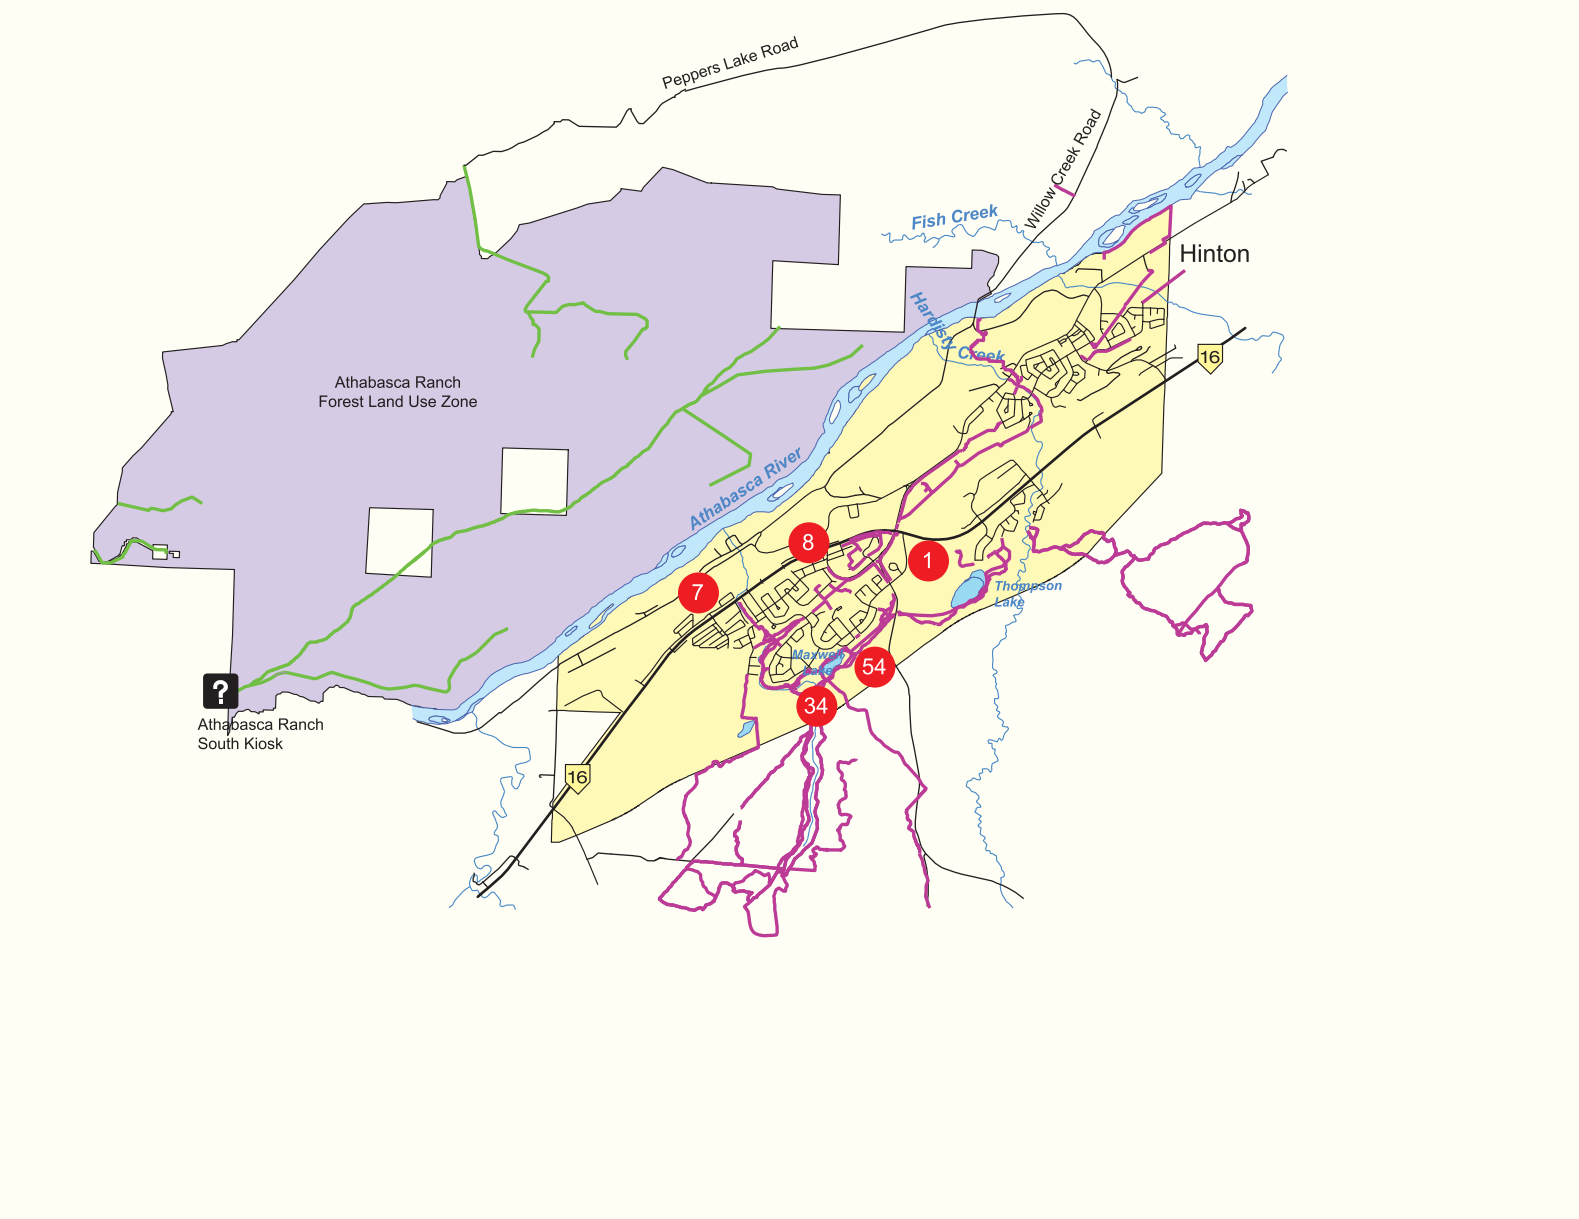 Peppers Lake Road
Willow Creek Road
Fish Creek
Hinton
Hardisty Creek
16
Athabasca Ranch
Forest Land Use Zone
Athabasca River
8
1
7
Thompson
Lake
Maxwell
Lake
54
?
34
Athabasca Ranch
South Kiosk
16